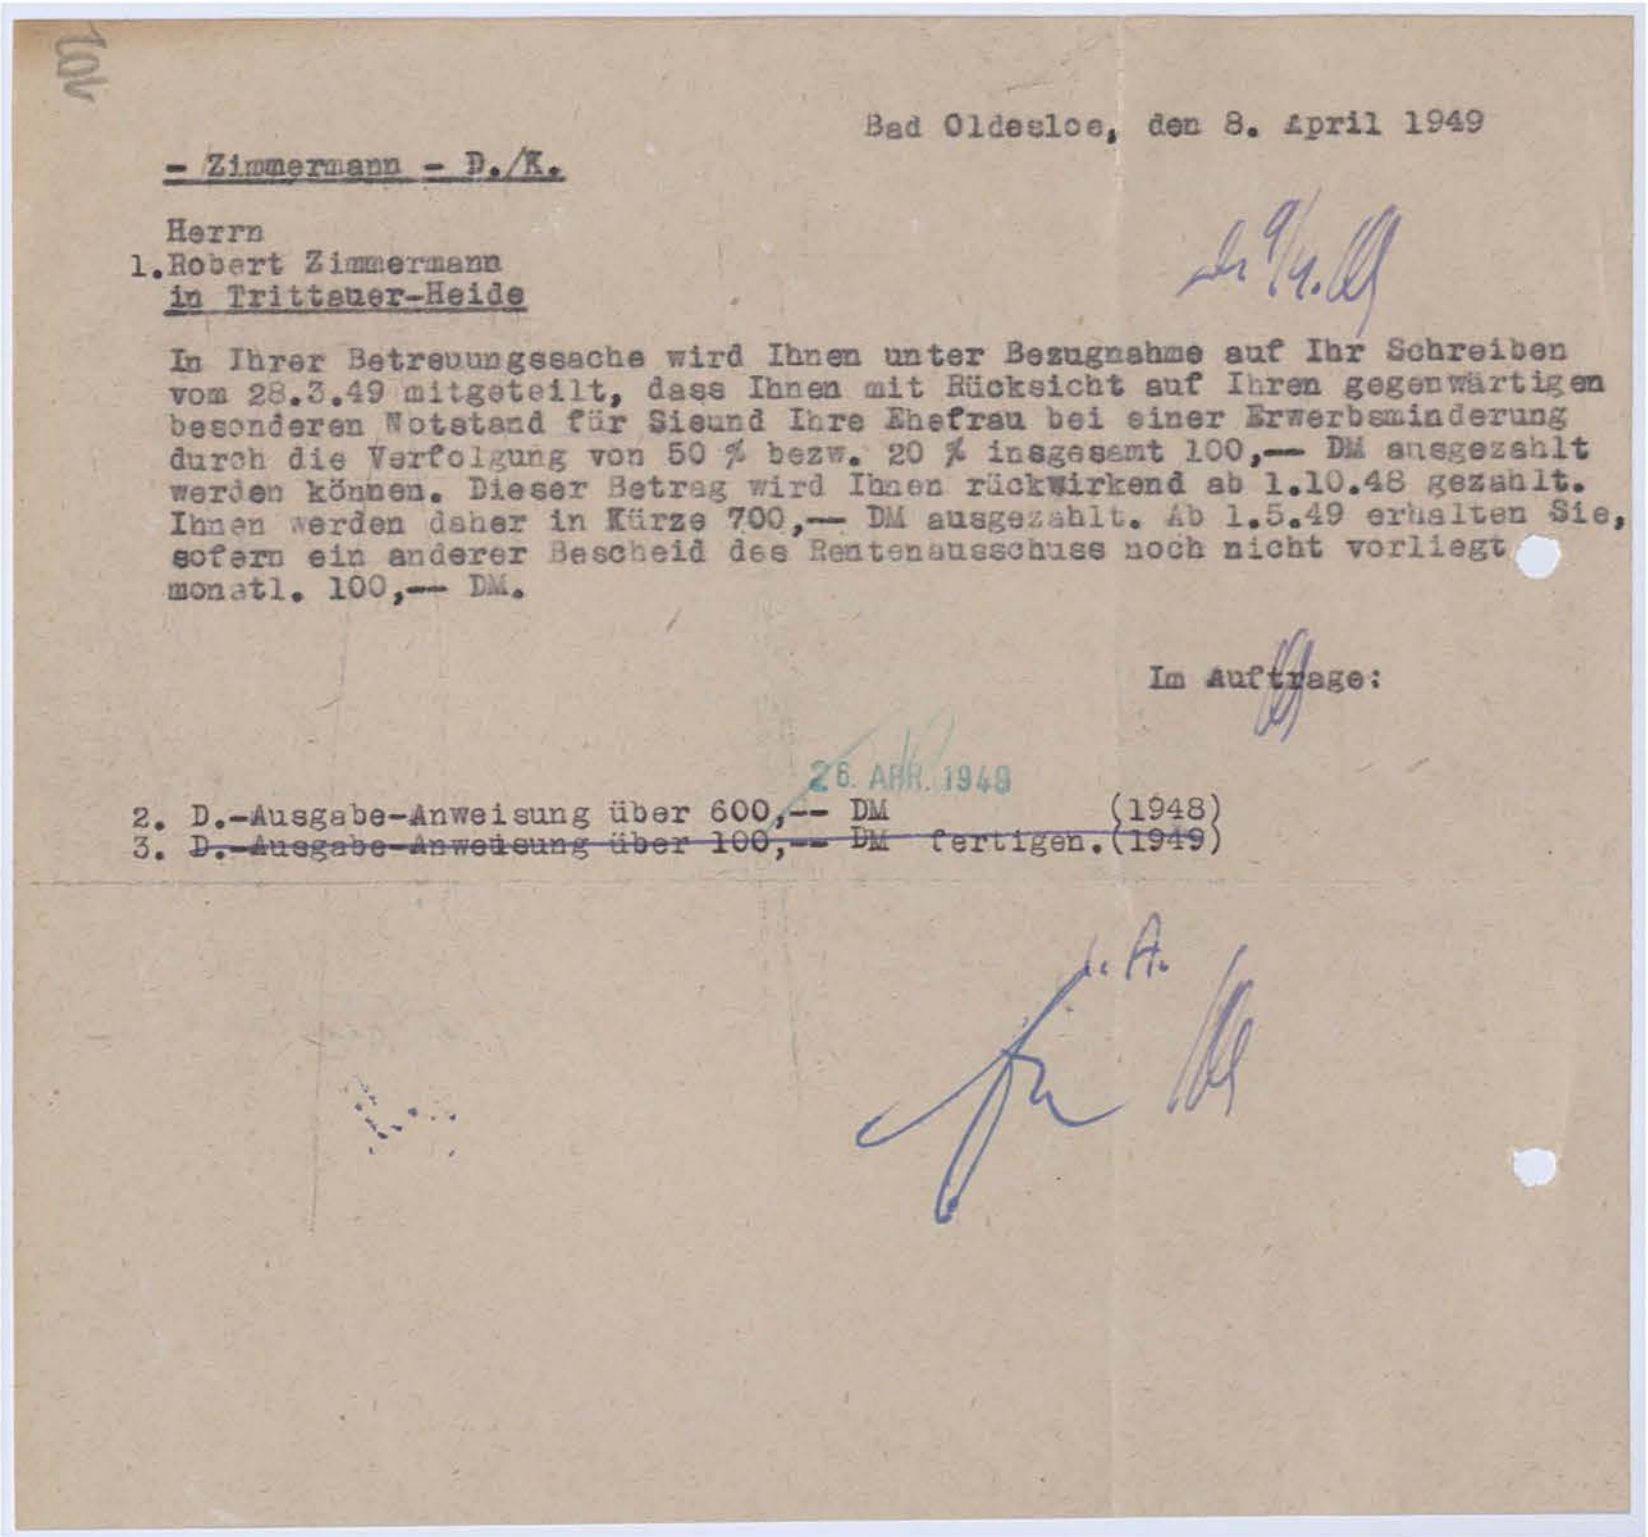 Bad Oldesloe, den 8. April 1949
- Zimmermann - D./K.
Herrn
1. Robert Zimmermann
in Trittauer-Heide
In Ihrer Betreuungssache wird Ihnen unter Bezugnahme auf Ihr Schreiben
vom 28.3.49 mitgeteilt, dass Ihnen mit Rücksicht auf Ihren gegenwärtigen
besonderen Notstand für Sieund Ihre Ehefrau bei einer Erwerbsminderung
durch die Verfolgung von 50 % bezw. 20 % insgesamt 100,-- DM ausgezahlt
werden können. Dieser Betrag wird Ihnen rückwirkend ab 1.10.48 gezahlt.
Ihnen werden daher in Kürze 700,-- DM ausgezahlt. Ab 1.5.49 erhalten Sie,
sofern ein anderer Bescheid des Rentenausschuss noch nicht vorliegt
monatl. 100,-- DM.
Im Auftrage:
26. APR. 1949
2. D.-Ausgabe-Anweisung über 600,-- DM (1948)
3. D.-Ausgabe-Anweisung über 100,-- DM fertigen. (1949)
i. A.